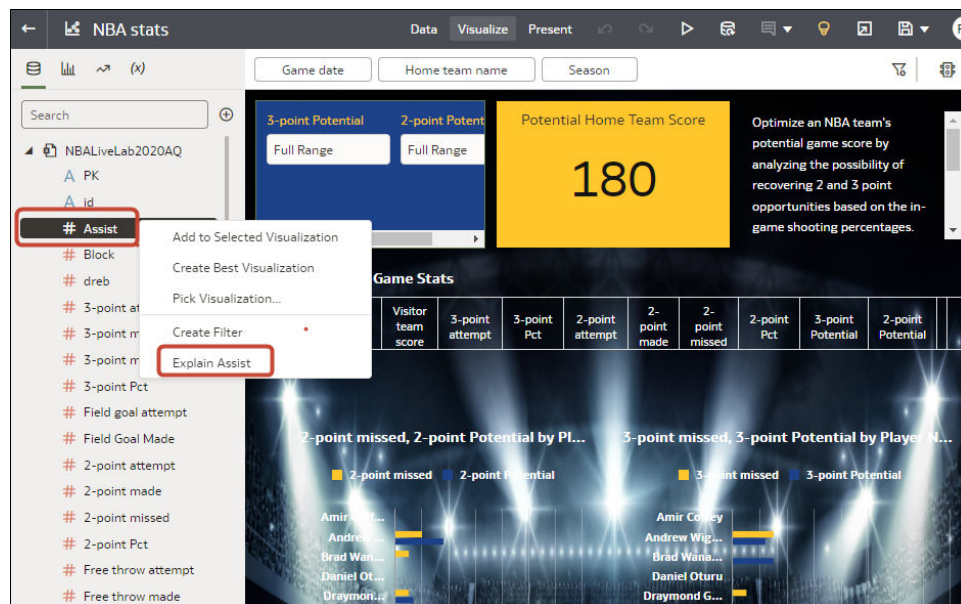 NBA stats
Data Visualize Present
(x)
Game date Home team name Season
Search
NBALiveLab2020AQ
A PK
A id
# Assist
# Block
# dreb
# 3-point at
# 3-point m
# 3-point m
# 3-point Pct
# Field goal attempt
# Field Goal Made
# 2-point attempt
# 2-point made
# 2-point missed
# 2-point Pct
# Free throw attempt
# Free throw made
Add to Selected Visualization
Create Best Visualization
Pick Visualization...
Create Filter
Explain Assist
3-point Potential 2-point Potent
Full Range Full Range
Potential Home Team Score
180
Optimize an NBA team's
potential game score by
analyzing the possibility of
recovering 2 and 3 point
opportunities based on the in-
game shooting percentages.
Game Stats
Visitor team score
3-point attempt
3-point Pct
2-point attempt
2-point made
2-point missed
2-point Pct
3-point Potential
2-point Potential
2-point missed, 2-point Potential by Pl...
2-point missed 2-point Potential
Amir
Andre
Brad Wan...
Daniel Ot...
Draymon...
3-point missed, 3-point Potential by Player N...
3-point missed 3-point Potential
Amir Coffey
Andrew Wig...
Brad Wana...
Daniel Oturu
Draymond G...